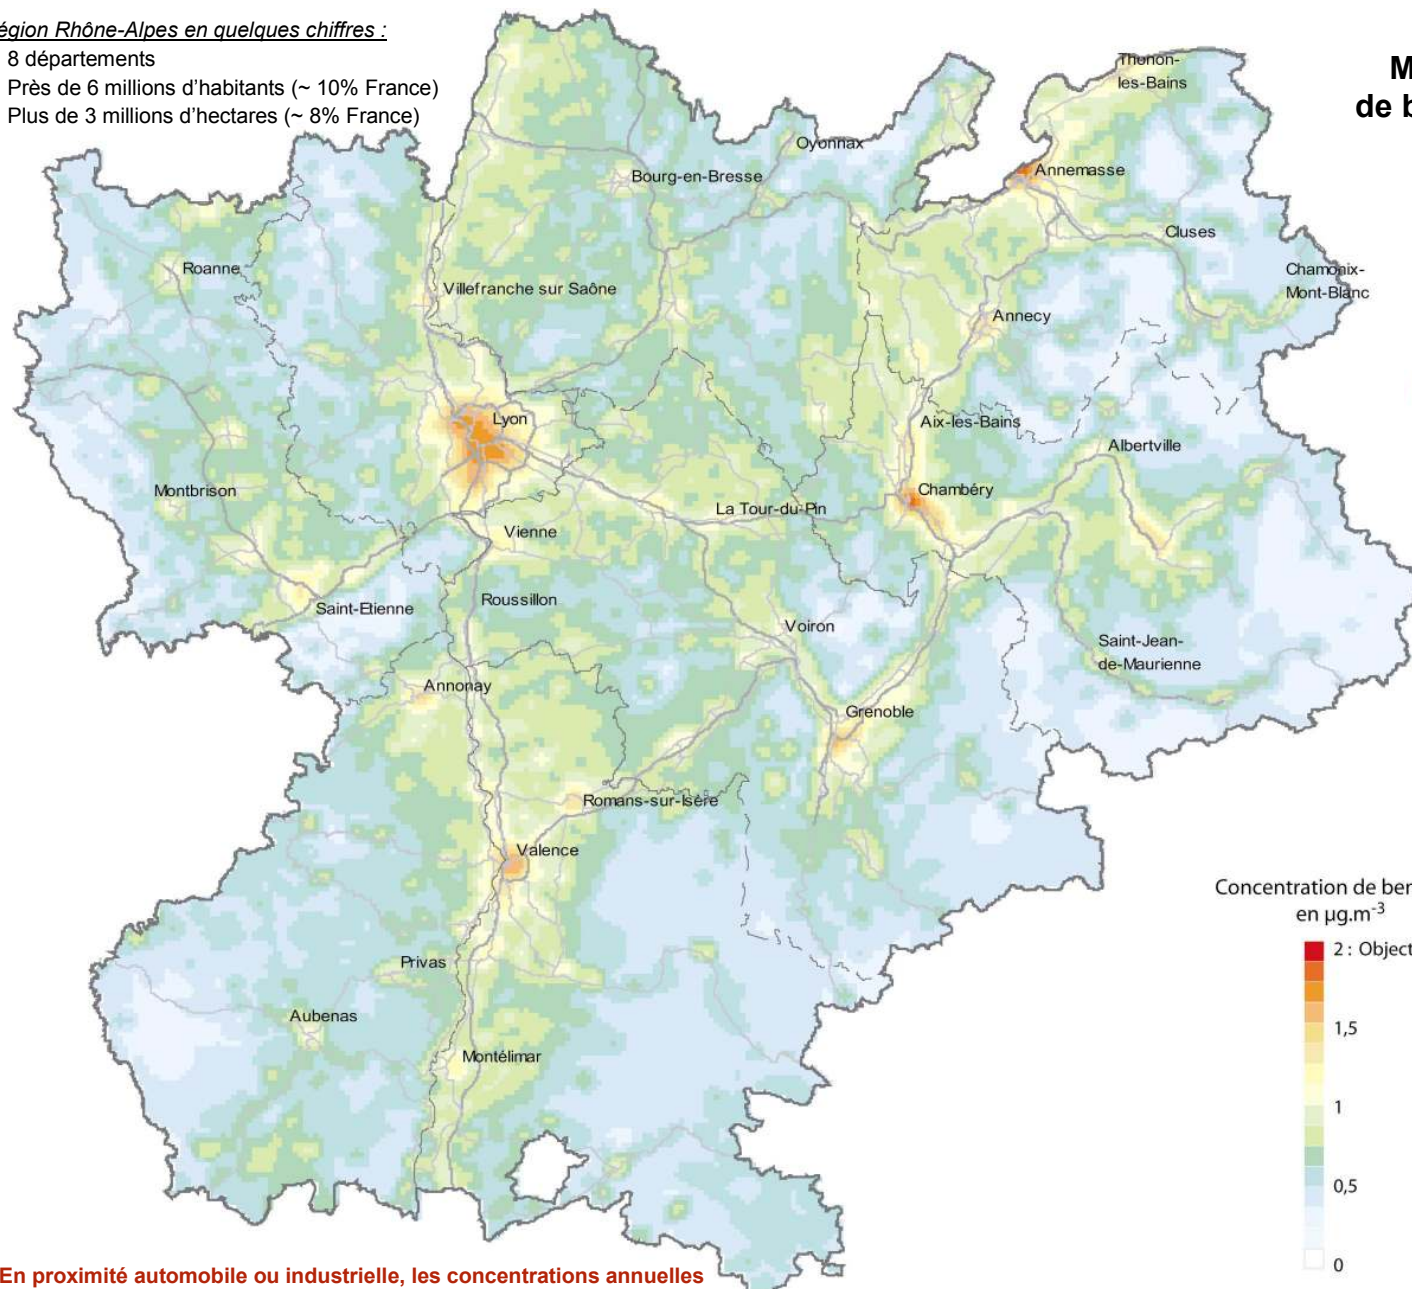 égion Rhône-Alpes en quelques chiffres :
8 départements
Près de 6 millions d'habitants (~ 10% France)
Plus de 3 millions d'hectares (~ 8% France)
M
de b
Thonon-
les-Bains
Oyonnax
Annemasse
Bourg-en-Bresse
Cluses
Roanne
Chamonix-
Mont-Blanc
Villefranche sur Saône
Annecy
Lyon
Aix-les-Bains
Albertville
Montbrison
Chambéry
La Tour-du-Pin
Vienne
Saint-Etienne
Roussillon
Voiron
Saint-Jean-
de-Maurienne
Annonay
Grenoble
Romans-sur-Isère
Valence
Concentration de ben
en µg.m-3
2 : Object
1,5
1
0,5
0
Privas
Aubenas
Montélimar
En proximité automobile ou industrielle, les concentrations annuelles